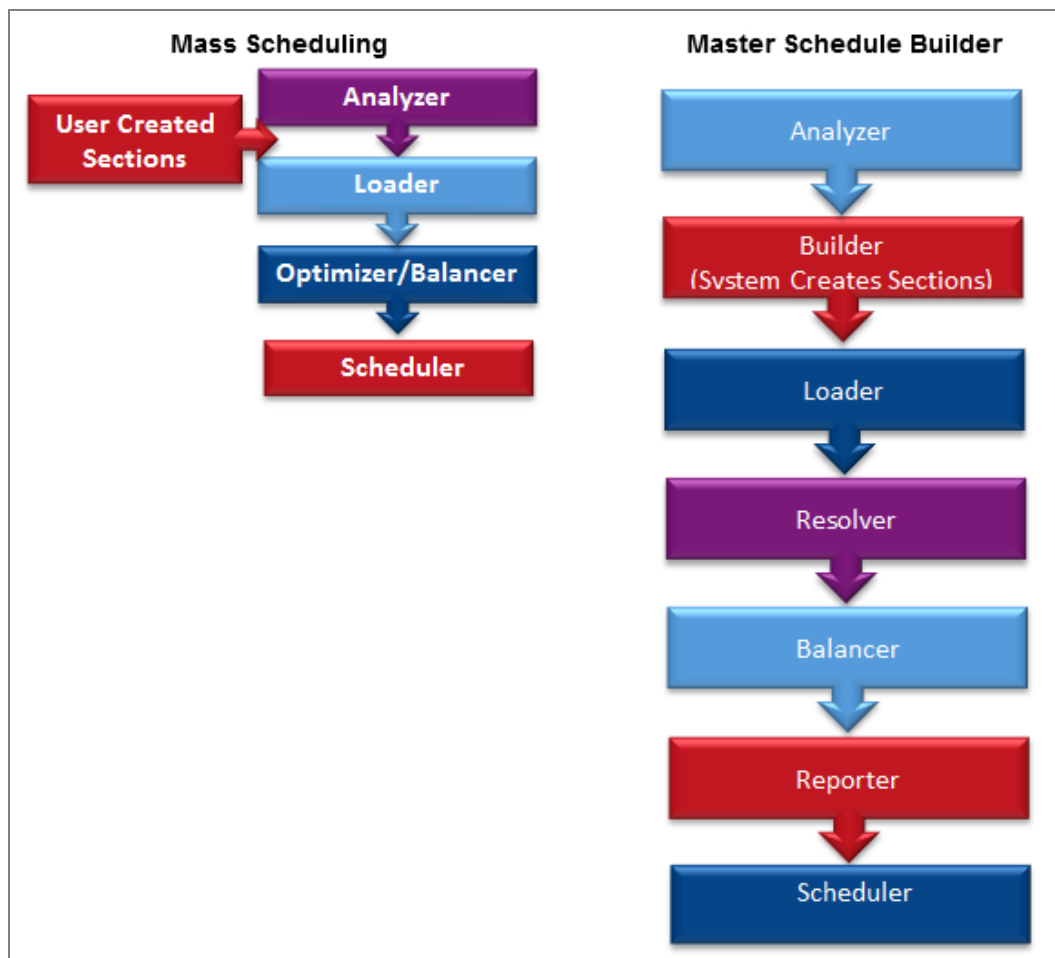 Mass Scheduling
Analyzer
User Created
Sections
Loader
Optimizer/Balancer
Scheduler
Master Schedule Builder
Analyzer
Builder
(System Creates Sections)
Loader
Resolver
Balancer
Reporter
Scheduler